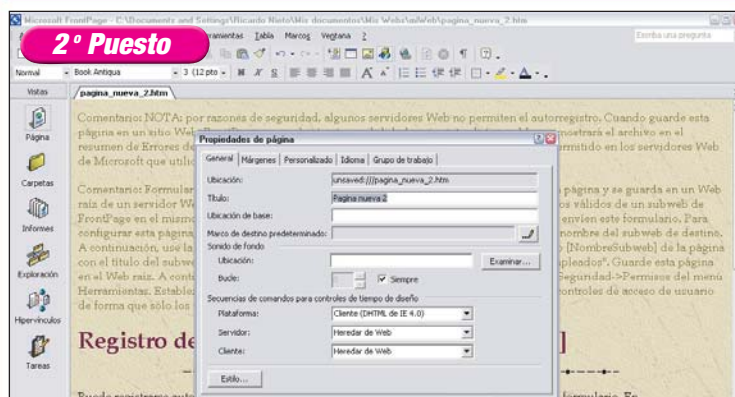 Microsoft FrontPage - C:\Documents and Settings\Ricardo Nieto\Mis documentos\Mis Webs\miWeb\pagina_nueva_2.htm
2º Puesto
ramientas Tabla Marcos Ventana ?
Escriba una pregunta
Normal Book Antiqua 3 (12 pto N K S
Vistas
pagina_nueva_2.htm
Comentario: NOTA: por razones de seguridad, algunos servidores Web no permiten el autorregistro. Cuando guarde esta
página en un sitio Web mostrará el archivo en el
resumen de Errores de ermitido en los servidores Web
de Microsoft que utilic
Comentario: Formular página y se guarda en un Web
raíz de un servidor We os válidos de un subweb de
FrontPage en el mismo envíen este formulario. Para
configurar esta página nombre del subweb de destino.
A continuación, use la o [NombreSubweb] de la página
con el título del subwe pleados". Guarde esta página
en el Web raíz. A conti Seguridad->Permisos del menú
Herramientas. Establez controles de acceso de usuario
de forma que sólo los
Registro de ]
formulario. En
Página
Carpetas
Informes
Exploración
Hipervínculos
Tareas
Propiedades de página
General Márgenes Personalizado Idioma Grupo de trabajo
Ubicación: unsaved:///pagina_nueva_2.htm
Título: Pagina nueva 2
Ubicación de base:
Marco de destino predeterminado:
Sonido de fondo
Ubicación: Examinar...
Bucle: Siempre
Secuencias de comandos para controles de tiempo de diseño
Plataforma: Cliente (DHTML de IE 4.0)
Servidor: Heredar de Web
Cliente: Heredar de Web
Estilo...